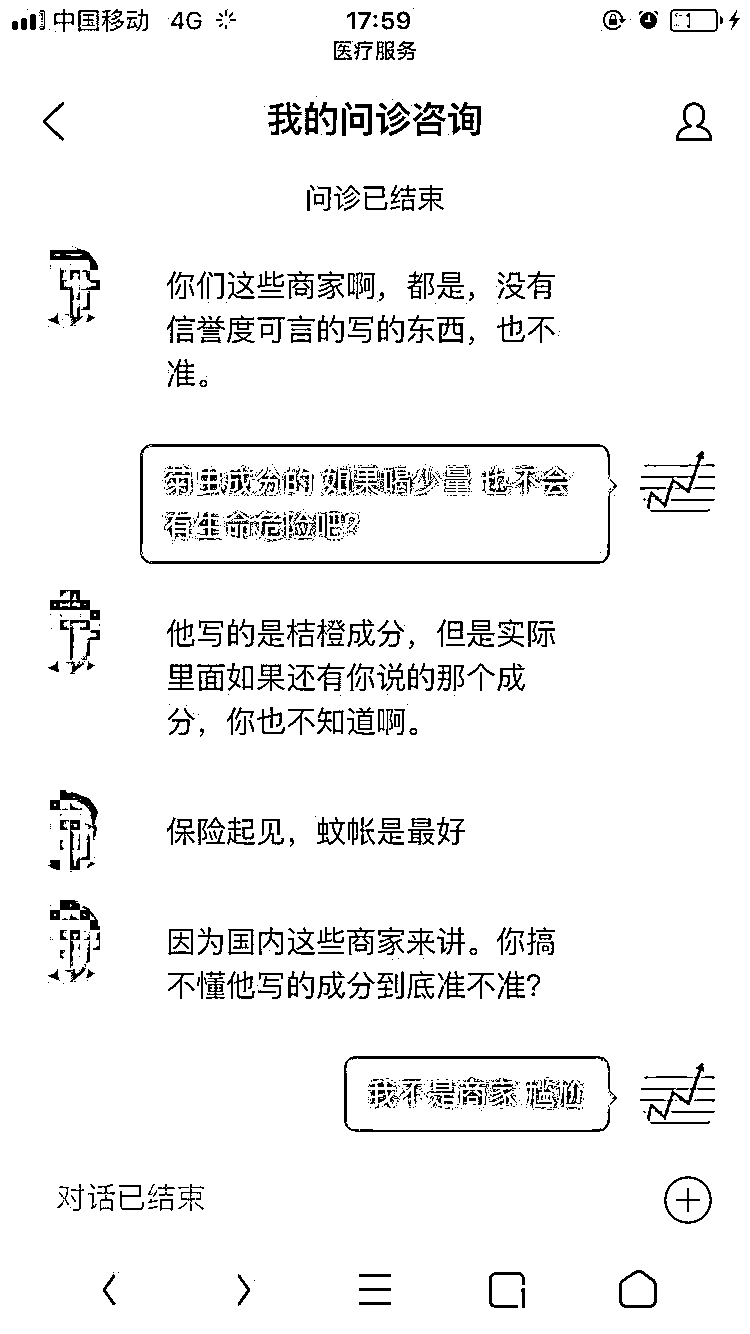 中国移动 4G 17:59
医疗服务
我的问诊咨询
问诊已结束
你们这些商家啊，都是，没有
信誉度可言的写的东西，也不
准。
菊虫成分的 如果喝少量 也不会
有生命危险吧?
他写的是桔橙成分，但是实际
里面如果还有你说的那个成
分，你也不知道啊。
保险起见，蚊帐是最好
因为国内这些商家来讲。你搞
不懂他写的成分到底准不准?
我不是商家 尴尬
对话已结束